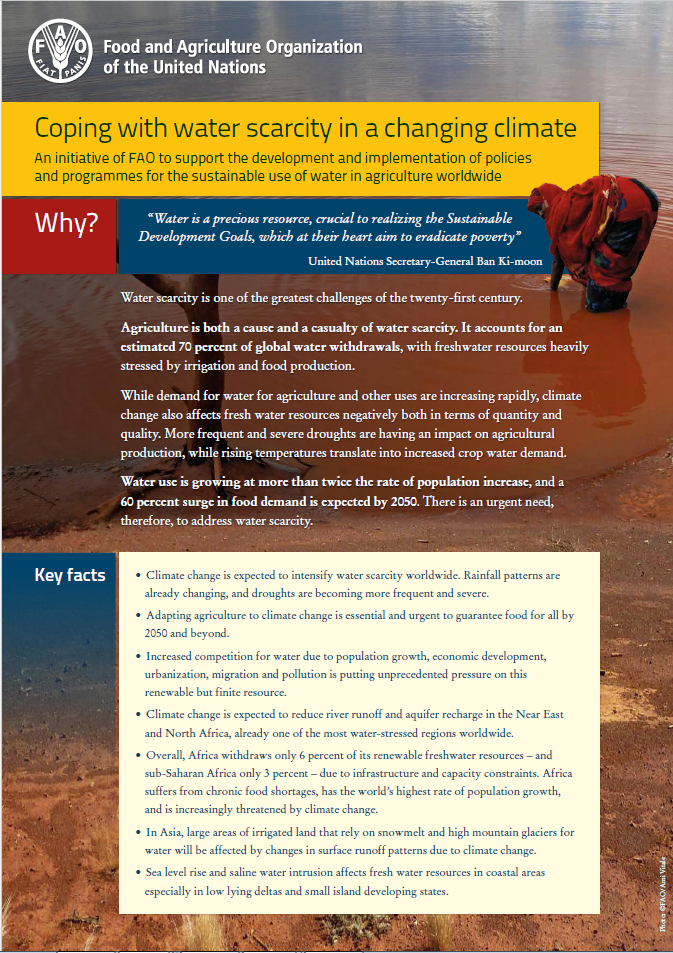 FAO
FIAT PANIS
Food and Agriculture Organization
of the United Nations
Coping with water scarcity in a changing climate
An initiative of FAO to support the development and implementation of policies
and programmes for the sustainable use of water in agriculture worldwide
Why?
“Water is a precious resource, crucial to realizing the Sustainable
Development Goals, which at their heart aim to eradicate poverty”
United Nations Secretary-General Ban Ki-moon
Water scarcity is one of the greatest challenges of the twenty-first century.
Agriculture is both a cause and a casualty of water scarcity. It accounts for an
estimated 70 percent of global water withdrawals, with freshwater resources heavily
stressed by irrigation and food production.
While demand for water for agriculture and other uses are increasing rapidly, climate
change also affects fresh water resources negatively both in terms of quantity and
quality. More frequent and severe droughts are having an impact on agricultural
production, while rising temperatures translate into increased crop water demand.
Water use is growing at more than twice the rate of population increase, and a
60 percent surge in food demand is expected by 2050. There is an urgent need,
therefore, to address water scarcity.
Key facts
• Climate change is expected to intensify water scarcity worldwide. Rainfall patterns are
already changing, and droughts are becoming more frequent and severe.
• Adapting agriculture to climate change is essential and urgent to guarantee food for all by
2050 and beyond.
• Increased competition for water due to population growth, economic development,
urbanization, migration and pollution is putting unprecedented pressure on this
renewable but finite resource.
• Climate change is expected to reduce river runoff and aquifer recharge in the Near East
and North Africa, already one of the most water-stressed regions worldwide.
• Overall, Africa withdraws only 6 percent of its renewable freshwater resources – and
sub-Saharan Africa only 3 percent – due to infrastructure and capacity constraints. Africa
suffers from chronic food shortages, has the world’s highest rate of population growth,
and is increasingly threatened by climate change.
• In Asia, large areas of irrigated land that rely on snowmelt and high mountain glaciers for
water will be affected by changes in surface runoff patterns due to climate change.
• Sea level rise and saline water intrusion affects fresh water resources in coastal areas
especially in low lying deltas and small island developing states.
Photo ©FAO/Ami Vitale